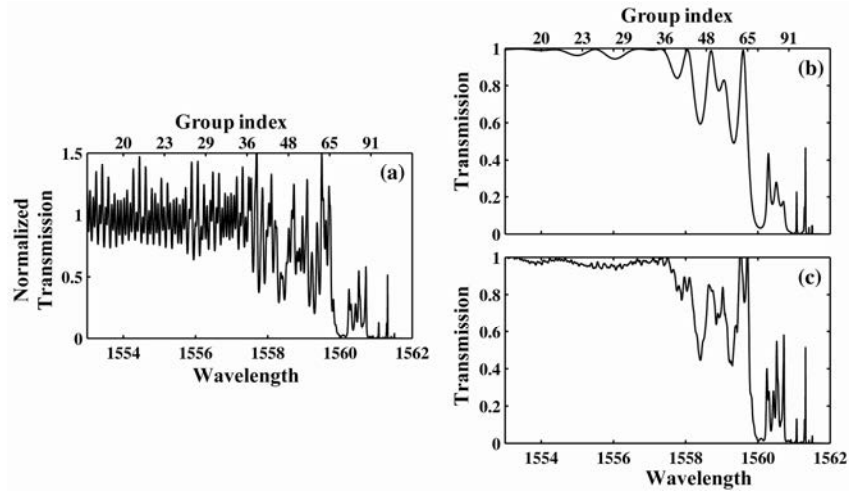 Group index
20 23 29 36 48 65 91
(a)
1.5
1
0.5
0
Normalized
Transmission
1554 1556 1558 1560 1562
Wavelength
Group index
20 23 28 29 36 48 65 91
(b)
1
0.8
0.6
0.4
0.2
0
Transmission
(c)
1
0.8
0.6
0.4
0.2
0
Transmission
1554 1556 1558 1560 1562
Wavelength